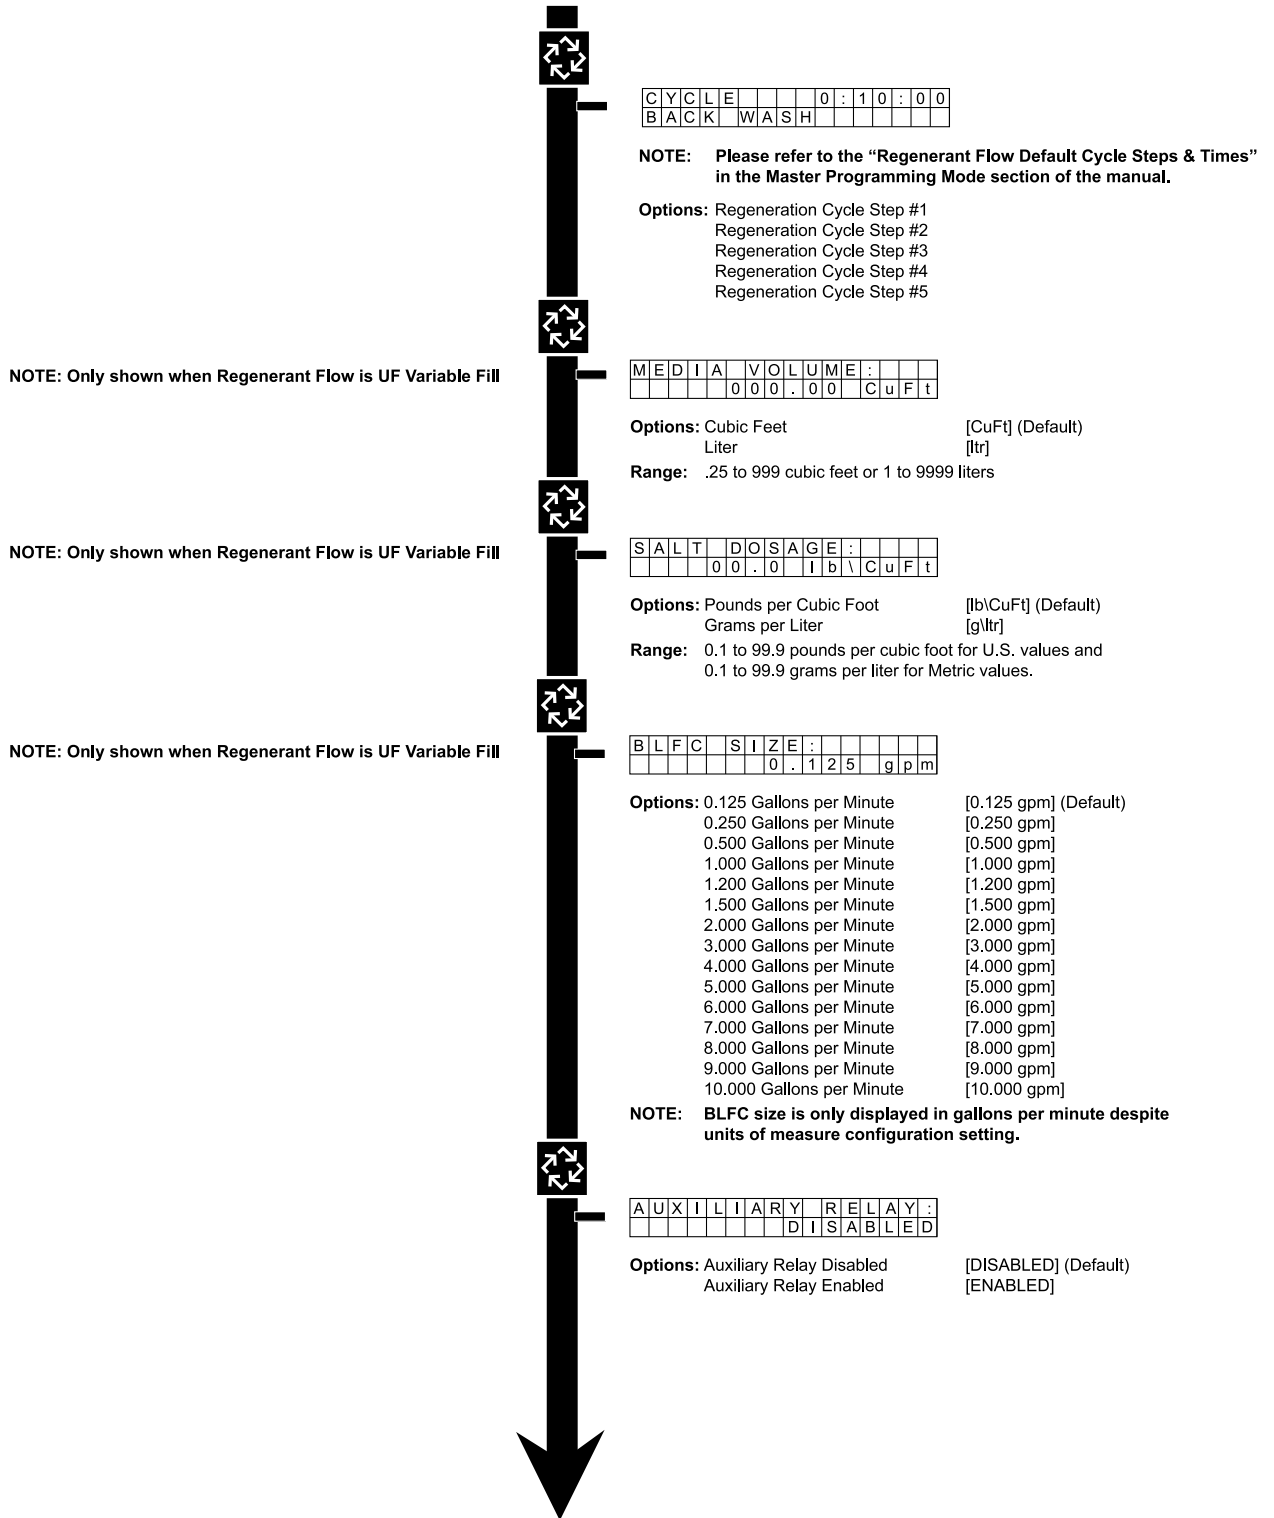 CYCLE 0:10:00
BACK WASH
NOTE: Please refer to the “Regenerant Flow Default Cycle Steps & Times”
in the Master Programming Mode section of the manual.
Options: Regeneration Cycle Step #1
Regeneration Cycle Step #2
Regeneration Cycle Step #3
Regeneration Cycle Step #4
Regeneration Cycle Step #5
NOTE: Only shown when Regenerant Flow is UF Variable Fill
MEDIA VOLUME:
000.00 CuFt
Options: Cubic Feet [CuFt] (Default)
Liter [ltr]
Range: .25 to 999 cubic feet or 1 to 9999 liters
NOTE: Only shown when Regenerant Flow is UF Variable Fill
SALT DOSAGE:
00.0 lb\CuFt
Options: Pounds per Cubic Foot [lb\CuFt] (Default)
Grams per Liter [g\ltr]
Range: 0.1 to 99.9 pounds per cubic foot for U.S. values and
0.1 to 99.9 grams per liter for Metric values.
NOTE: Only shown when Regenerant Flow is UF Variable Fill
BLFC SIZE:
0.125 gpm
Options: 0.125 Gallons per Minute [0.125 gpm] (Default)
0.250 Gallons per Minute [0.250 gpm]
0.500 Gallons per Minute [0.500 gpm]
1.000 Gallons per Minute [1.000 gpm]
1.200 Gallons per Minute [1.200 gpm]
1.500 Gallons per Minute [1.500 gpm]
2.000 Gallons per Minute [2.000 gpm]
3.000 Gallons per Minute [3.000 gpm]
4.000 Gallons per Minute [4.000 gpm]
5.000 Gallons per Minute [5.000 gpm]
6.000 Gallons per Minute [6.000 gpm]
7.000 Gallons per Minute [7.000 gpm]
8.000 Gallons per Minute [8.000 gpm]
9.000 Gallons per Minute [9.000 gpm]
10.000 Gallons per Minute [10.000 gpm]
NOTE: BLFC size is only displayed in gallons per minute despite
units of measure configuration setting.
AUXILIARY RELAY:
DISABLED
Options: Auxiliary Relay Disabled [DISABLED] (Default)
Auxiliary Relay Enabled [ENABLED]